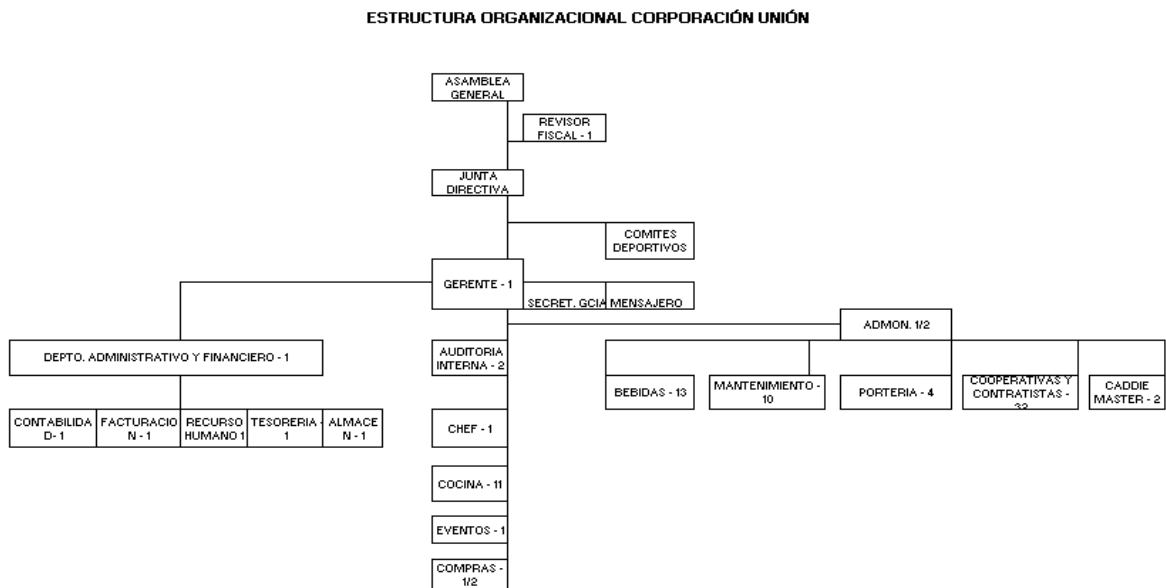 ESTRUCTURA ORGANIZACIONAL CORPORACIÓN UNIÓN
ASAMBLEA
GENERAL
REVISOR
FISCAL - 1
JUNTA
DIRECTIVA
COMITES
DEPORTIVOS
GERENTE - 1
SECRET. GCIA
MENSAJERO
ADMON. 1/2
DEPTO. ADMINISTRATIVO Y FINANCIERO - 1
AUDITORIA
INTERNA - 2
BEBIDAS - 13
MANTENIMIENTO -
10
PORTERIA - 4
COOPERATIVAS Y
CONTRATISTAS -
CADDIE
MASTER - 2
CONTABILIDA
D- 1
FACTURACIO
N - 1
RECURSO
HUMANO 1
TESORERIA -
1
ALMACE
N - 1
CHEF - 1
COCINA - 11
EVENTOS - 1
COMPRAS -
1/2